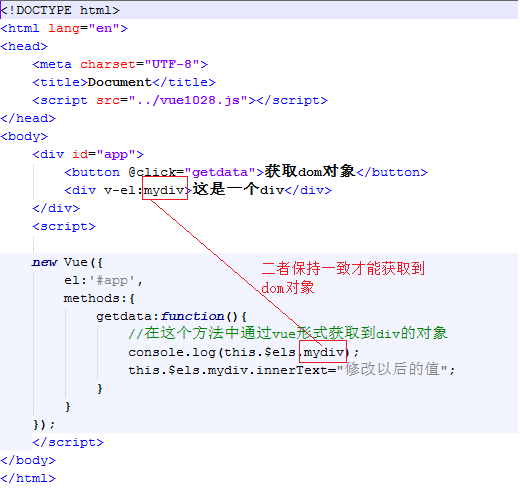 <!DOCTYPE html>
<html lang="en">
<head>
    <meta charset="UTF-8">
    <title>Document</title>
    <script src="../vue1028.js"></script>
</head>
<body>
    <div id="app">
        <button @click="getdata">获取dom对象</button>
        <div v-el:mydiv>这是一个div</div>
    </div>
    <script>
二者保持一致才能获取到
dom对象
    new Vue({
        el:'#app',
        methods:{
            getdata:function(){
                //在这个方法中通过vue形式获取到div的对象
                console.log(this.$els.mydiv);
                this.$els.mydiv.innerText="修改以后的值";
            }
        }
    });
    </script>
</body>
</html>